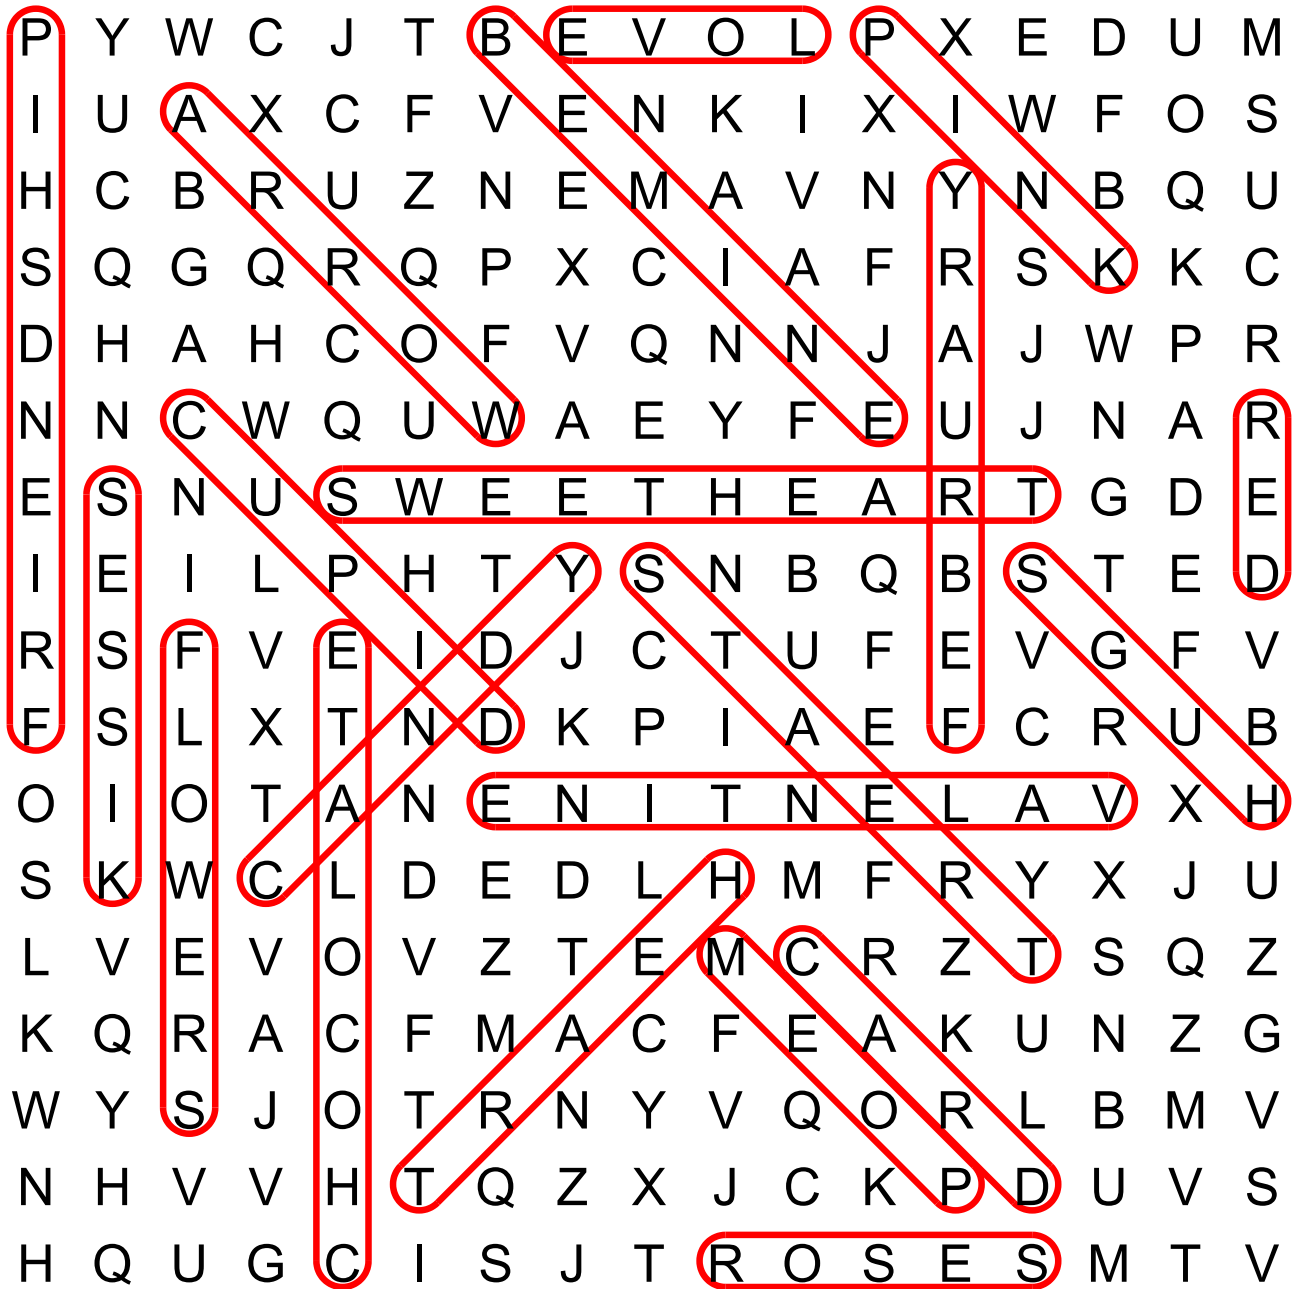 P Y W C J T B E V O L P X E D U M
I U A X C F V E N K I X I W F O S
H C B R U Z N E M A V N Y N B Q U
S Q G Q R Q P X C I A F R S K K C
D H A H C O F V Q N N J A J W P R
N N C W Q U W A E Y F E U J N A R
E S N U S W E E T H E A R T G D E
I E I L P H T Y S N B Q B S T E D
R S F V E I D J C T U F E V G F V
F S L X T N D K P I A E F C R U B
O I O T A N E N I T N E L A V X H
S K W C L D E D L H M F R Y X J U
L V E V O V Z T E M C R Z T S Q Z
K Q R A C F M A C F E A K U N Z G
W Y S J O T R N Y V Q O R L B M V
N H V V H T Q Z X J C K P D U V S
H Q U G C I S J T R O S E S M T V